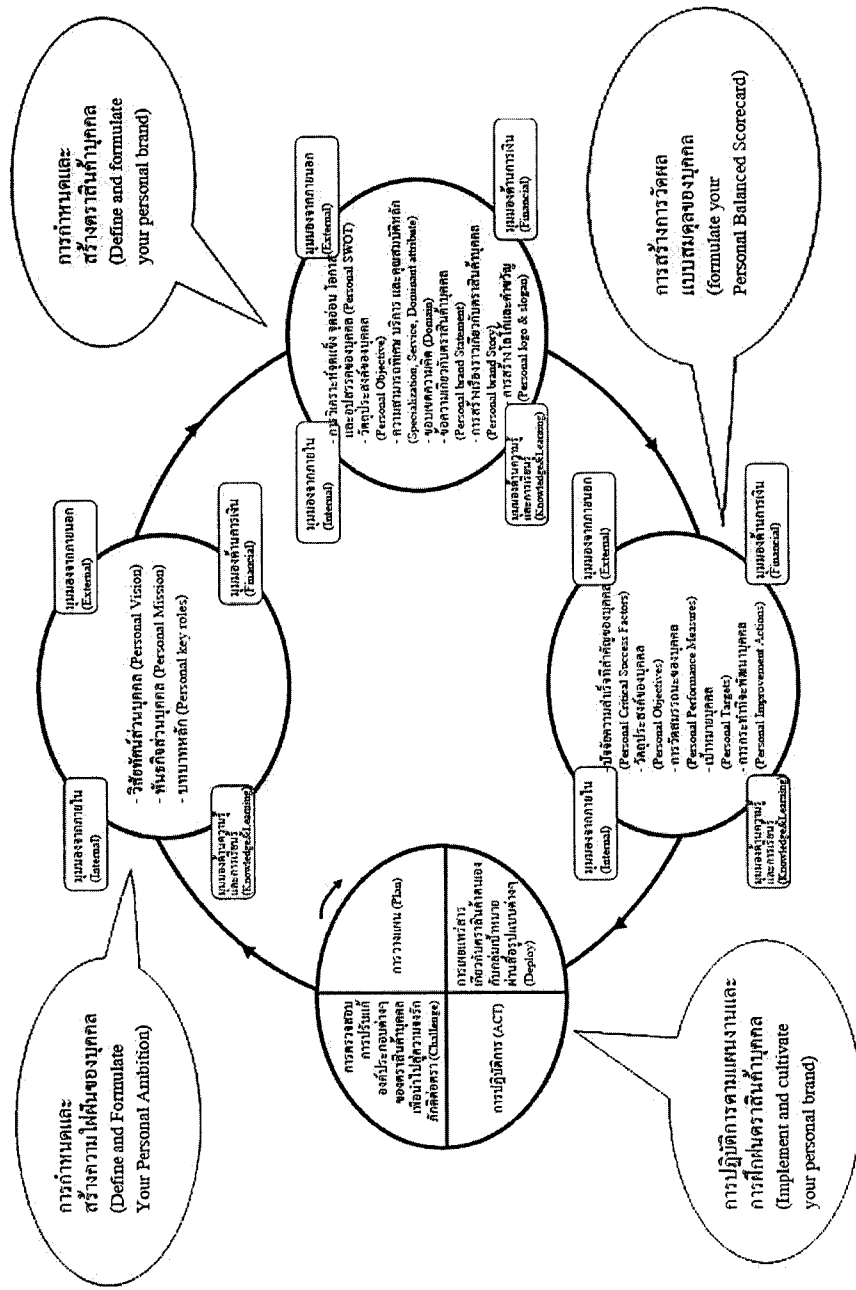 การกำหนดและ
สร้างความใฝ่ฝันของบุคคล
(Define and Formulate
Your Personal Ambition)
มุมมองจากภายใน
(Internal)
มุมมองจากภายนอก
(External)
- วิสัยทัศน์ส่วนบุคคล (Personal Vision)
- พันธกิจส่วนบุคคล (Personal Mission)
- บทบาทหลัก (Personal key roles)
มุมมองด้านความรู้
และการเรียนรู้
(Knowledge&Learning)
มุมมองด้านการเงิน
(Financial)
การกำหนดและ
สร้างตราสินค้าบุคคล
(Define and formulate
your personal brand)
มุมมองจากภายใน
(Internal)
มุมมองจากภายนอก
(External)
- การวิเคราะห์จุดแข็ง จุดอ่อน โอกาส
และอุปสรรคของบุคคล (Personal SWOT)
- วัตถุประสงค์ของบุคคล
(Personal Objective)
- ความสามารถพิเศษ บริการ และคุณสมบัติหลัก
(Specialization, Service, Dominant attribute)
- ขอบเขตความคิด (Domain)
- ข้อความเกี่ยวกับตราสินค้าบุคคล
(Personal brand Statement)
- การสร้างเรื่องราวเกี่ยวกับตราสินค้าบุคคล
(Personal brand Story)
- การสร้างโลโก้และคำขวัญ
(Personal logo & slogan)
มุมมองด้านความรู้
และการเรียนรู้
(Knowledge&Learning)
มุมมองด้านการเงิน
(Financial)
การวางแผน (Plan)
การตรวจสอบ
การปรับแก้
องค์ประกอบต่างๆ
ของตราสินค้าบุคคล
เพื่อนำไปสู่ความจงรัก
ภักดีต่อตรา (Challenge)
การเผยแพร่สาร
เกี่ยวกับตราสินค้าตนเอง
กับกลุ่มเป้าหมาย
ผ่านสื่อรูปแบบต่างๆ
(Deploy)
การปฏิบัติการ (ACT)
มุมมองจากภายใน
(Internal)
มุมมองจากภายนอก
(External)
- ปัจจัยความสำเร็จที่สำคัญของบุคคล
(Personal Critical Success Factors)
- วัตถุประสงค์ของบุคคล
(Personal Objectives)
- การวัดสมรรถนะของบุคคล
(Personal Performance Measures)
- เป้าหมายบุคคล
(Personal Targets)
- การกระทำที่จะพัฒนาบุคคล
(Personal Improvement Actions)
มุมมองด้านความรู้
และการเรียนรู้
(Knowledge&Learning)
มุมมองด้านการเงิน
(Financial)
การปฏิบัติการตามแผนงานและ
การฝึกฝนตราสินค้าบุคคล
(Implement and cultivate
your personal brand)
การสร้างการวัดผล
แบบสมดุลของบุคคล
(formulate your
Personal Balanced Scorecard)